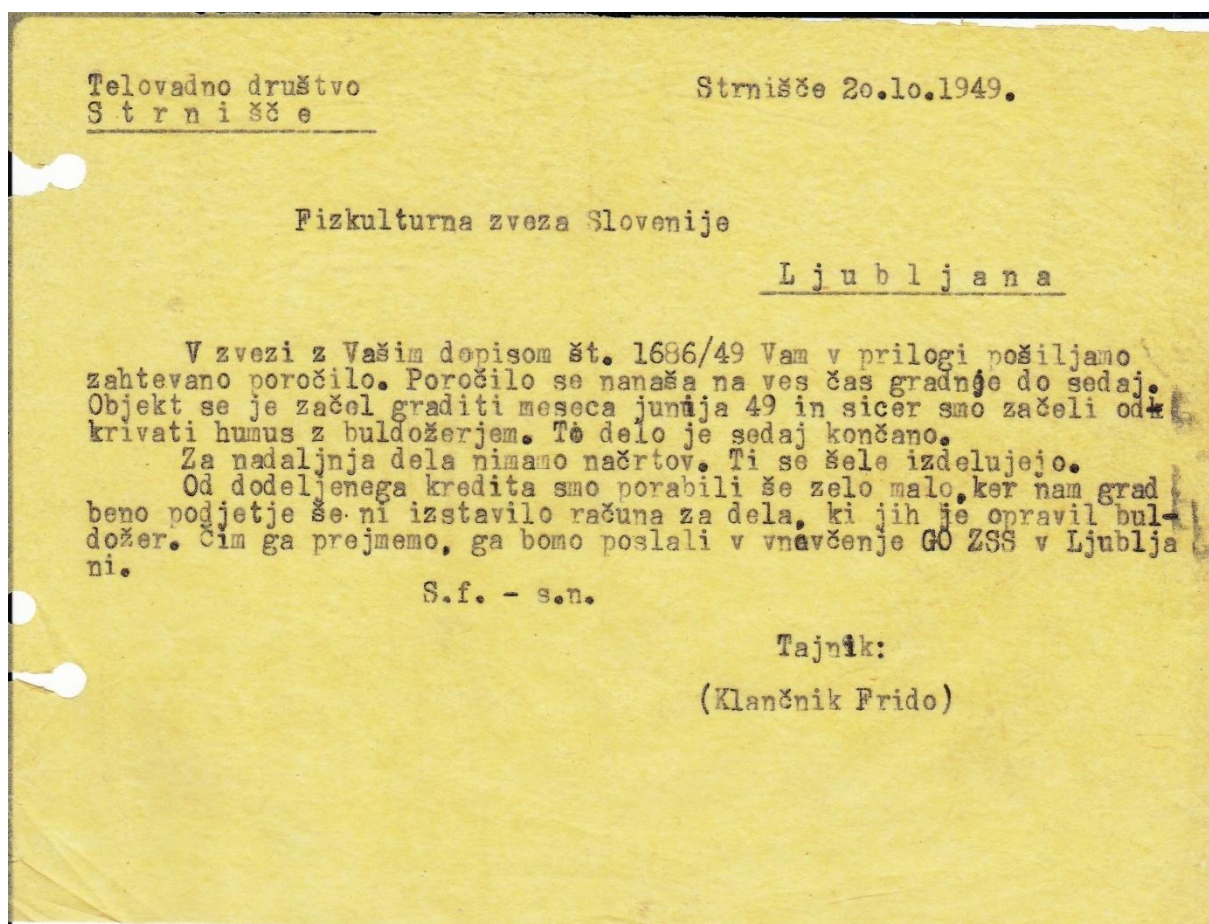 Telovadno društvo
Strnišče 2o.lo.1949.
S t r n i š č e
Fizkulturna zveza Slovenije
L j u b l j a n a
V zvezi z Vašim dopisom št. 1686/49 Vam v prilogi pošiljamo
zahtevano poročilo. Poročilo se nanaša na ves čas gradnje do sedaj.
Objekt se je začel graditi meseca junija 49 in sicer smo začeli od
krivati humus z buldožerjem. To delo je sedaj končano.
Za nadaljnja dela nimamo načrtov. Ti se šele izdelujejo.
Od dodeljenega kredita smo porabili še zelo malo,ker nam grad
beno podjetje še ni izstavilo računa za dela, ki jih je opravil bul-
dožer. Čim ga prejmemo, ga bomo poslali v vnavčenje GO ZSS v Ljublja
ni.
S.f. - s.n.
Tajnik:
(Klančnik Frido)